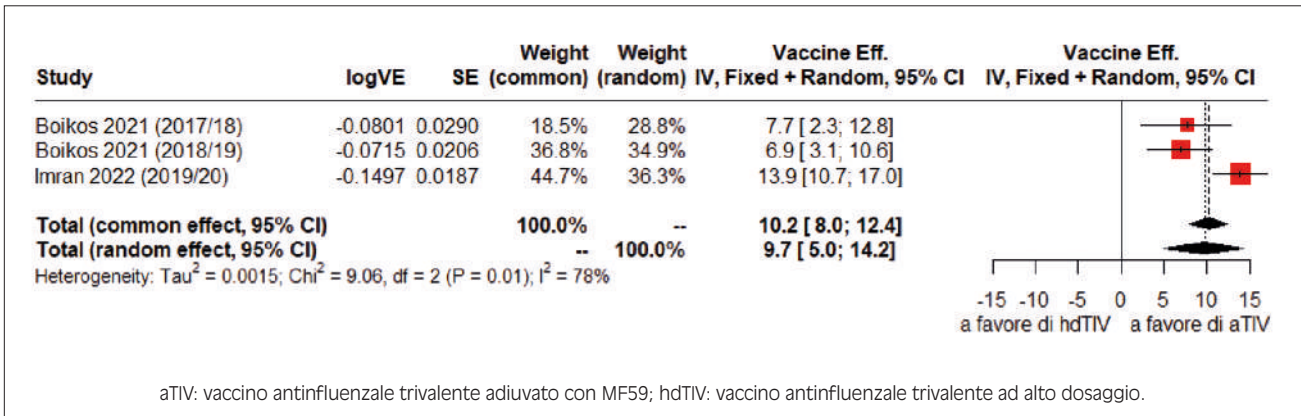 Weight Weight Vaccine Eff. Vaccine Eff.
Study logVE SE (common) (random) IV, Fixed + Random, 95% CI IV, Fixed + Random, 95% CI
Boikos 2021 (2017/18) -0.0801 0.0290 18.5% 28.8% 7.7 [ 2.3; 12.8]
Boikos 2021 (2018/19) -0.0715 0.0206 36.8% 34.9% 6.9 [ 3.1; 10.6]
Imran 2022 (2019/20) -0.1497 0.0187 44.7% 36.3% 13.9 [10.7; 17.0]
Total (common effect, 95% CI) 100.0% -- 10.2 [ 8.0; 12.4]
Total (random effect, 95% CI) -- 100.0% 9.7 [ 5.0; 14.2]
Heterogeneity: Tau² = 0.0015; Chi² = 9.06, df = 2 (P = 0.01); I² = 78%
-15 -10 -5 0 5 10 15
a favore di hdTIV a favore di aTIV
aTIV: vaccino antinfluenzale trivalente adiuvato con MF59; hdTIV: vaccino antinfluenzale trivalente ad alto dosaggio.